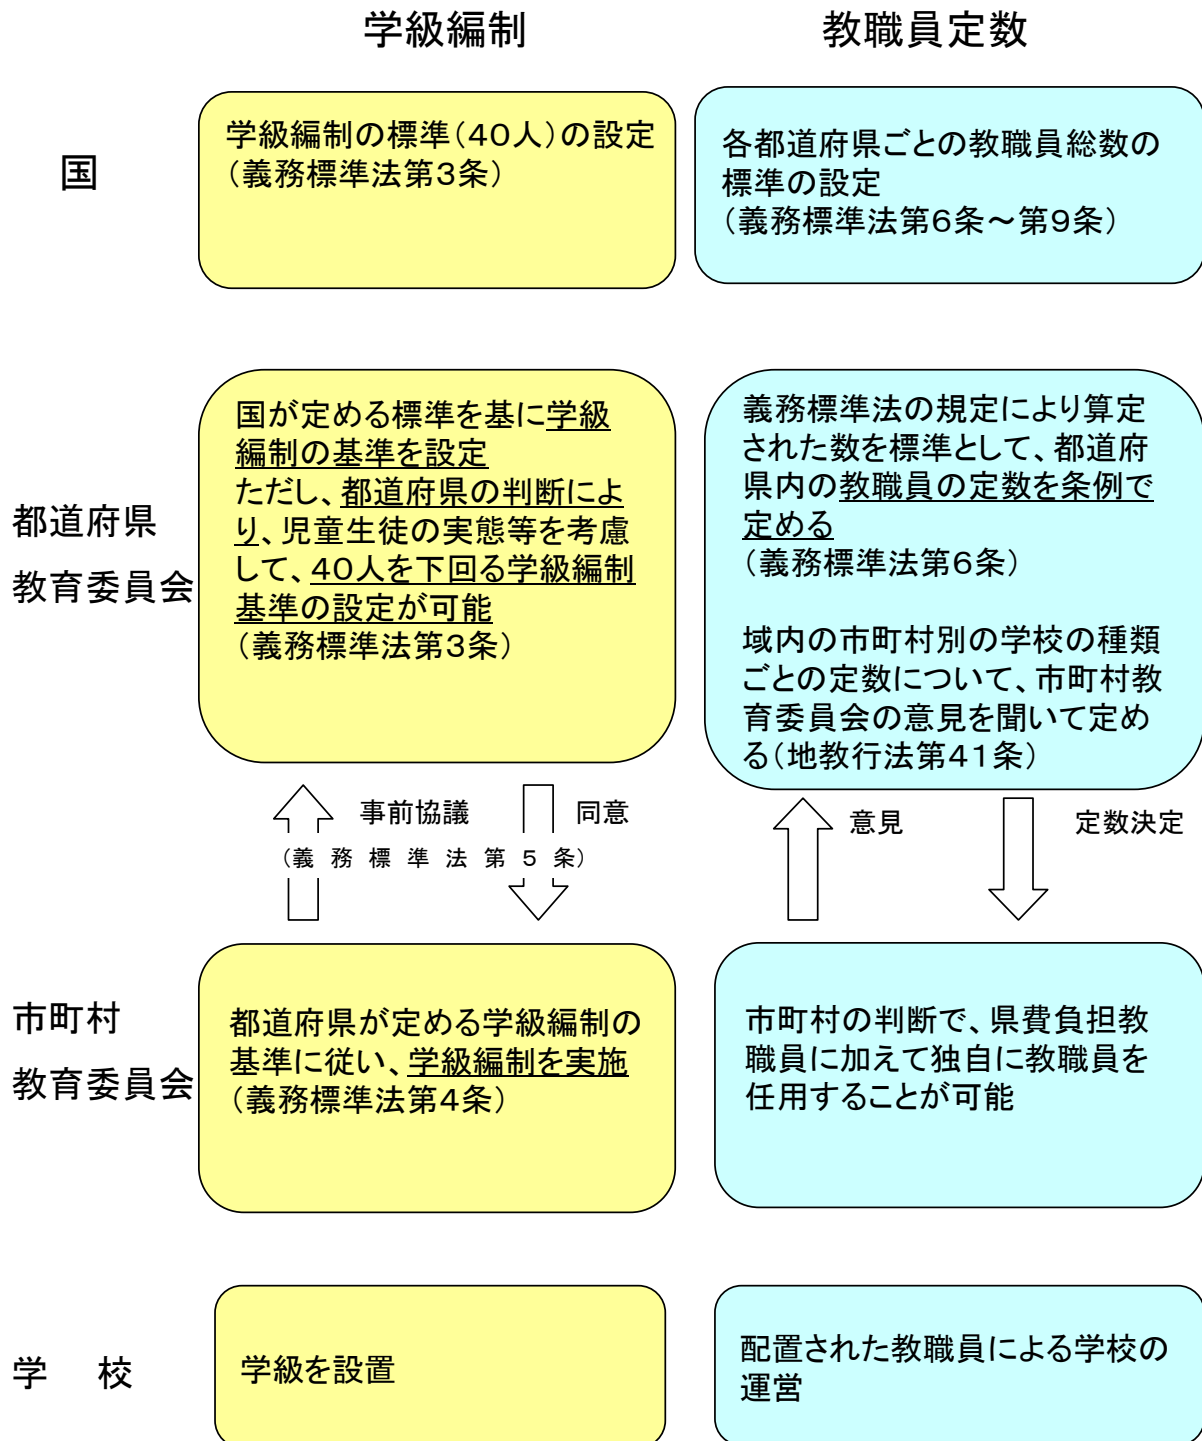 学級編制
教職員定数
国
学級編制の標準(40人)の設定
(義務標準法第3条)
各都道府県ごとの教職員総数の
標準の設定
(義務標準法第6条～第9条)
都道府県
教育委員会
国が定める標準を基に学級
編制の基準を設定
ただし、都道府県の判断によ
り、児童生徒の実態等を考慮
して、40人を下回る学級編制
基準の設定が可能
(義務標準法第3条)
義務標準法の規定により算定
された数を標準として、都道府
県内の教職員の定数を条例で
定める
(義務標準法第6条)
域内の市町村別の学校の種類
ごとの定数について、市町村教
育委員会の意見を聞いて定め
る(地教行法第41条)
事前協議
同意
(義務標準法第5条)
意見
定数決定
市町村
教育委員会
都道府県が定める学級編制の
基準に従い、学級編制を実施
(義務標準法第4条)
市町村の判断で、県費負担教
職員に加えて独自に教職員を
任用することが可能
学 校
学級を設置
配置された教職員による学校の
運営